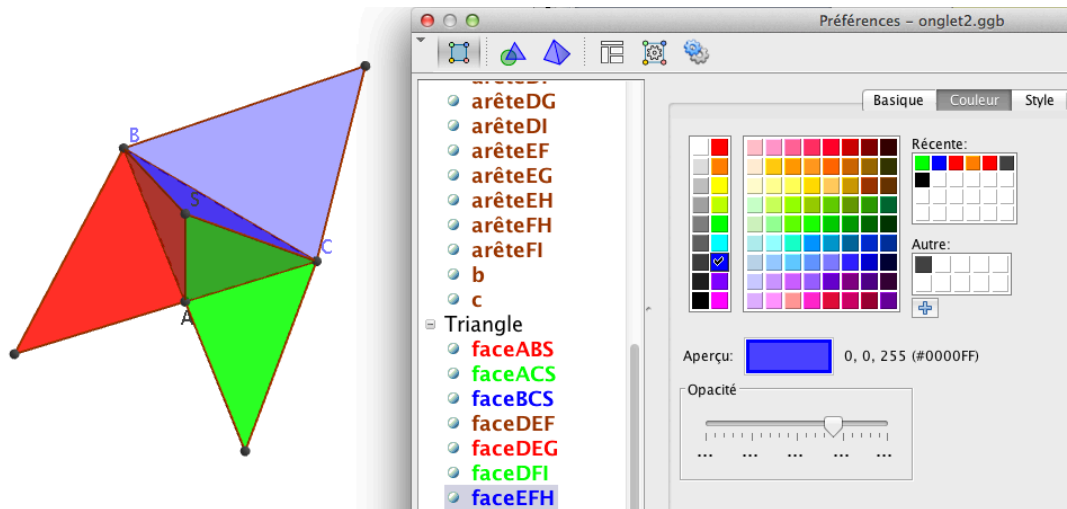 B
S
C
A
Préférences – onglet2.ggb
arêteDG
arêteDI
arêteEF
arêteEG
arêteEH
arêteFH
arêteFI
b
c
Triangle
faceABS
faceACS
faceBCS
faceDEF
faceDEG
faceDFI
faceEFH
Basique Couleur Style
Récente:
Autre:
Aperçu: 0, 0, 255 (#0000FF)
Opacité
... ... ... ... ...